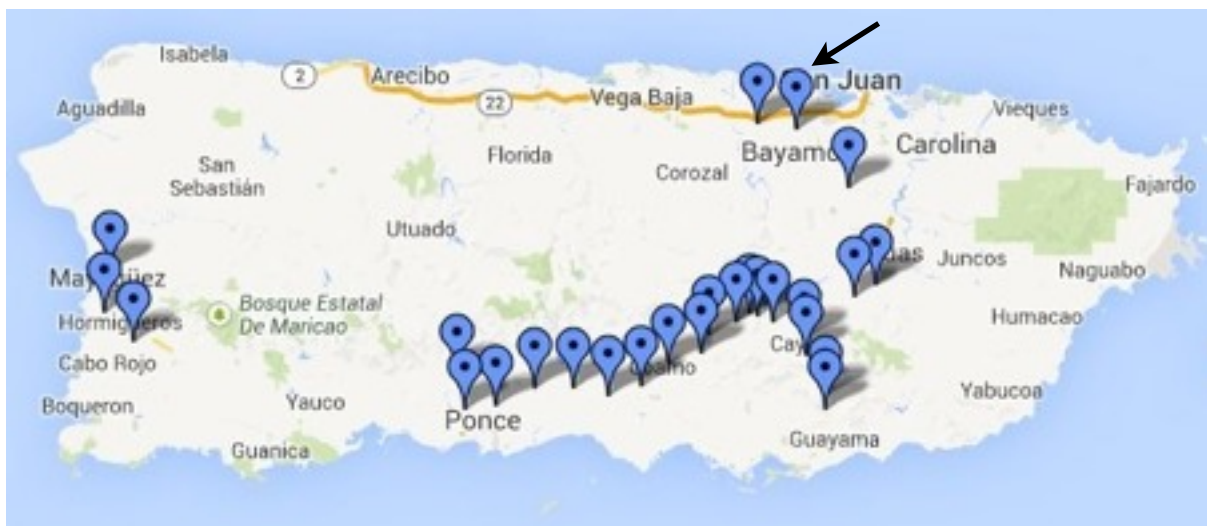 Isabela
2
Arecibo
Aguadilla
22
Vega Baja
Juan
Vieques
Florida
Carolina
San
Sebastián
Corozal
Fajardo
Utuado
Juncos
Naguabo
Bosque Estatal
De Maricao
Hormigueros
Humacao
Cabo Rojo
Yabucoa
Boqueron
Yauco
Ponce
Guayama
Guanica